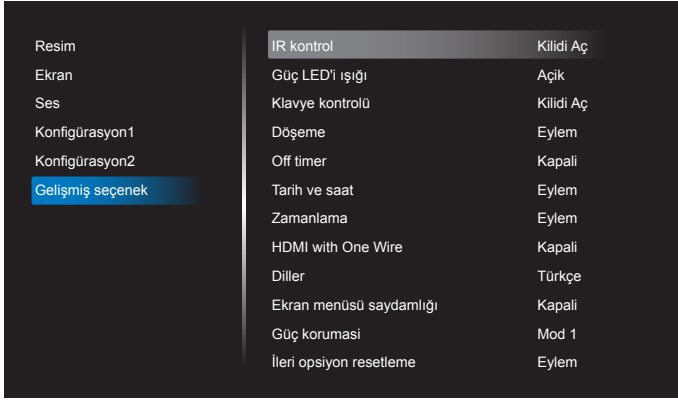 Resim
Ekran
Ses
Konfigürasyon1
Konfigürasyon2
Gelişmiş seçenek
IR kontrol Kilidi Aç
Güç LED'i ışığı Açik
Klavye kontrolü Kilidi Aç
Döşeme Eylem
Off timer Kapali
Tarih ve saat Eylem
Zamanlama Eylem
HDMI with One Wire Kapali
Diller Türkçe
Ekran menüsü saydamlığı Kapali
Güç korumasi Mod 1
İleri opsiyon resetleme Eylem